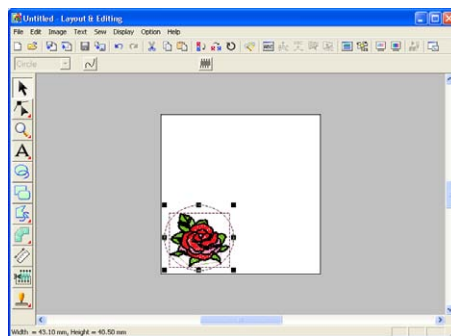 Untitled - Layout & Editing
File Edit Image Text Sew Display Option Help
ABC
Circle
A
Width = 43.10 mm, Height = 40.50 mm